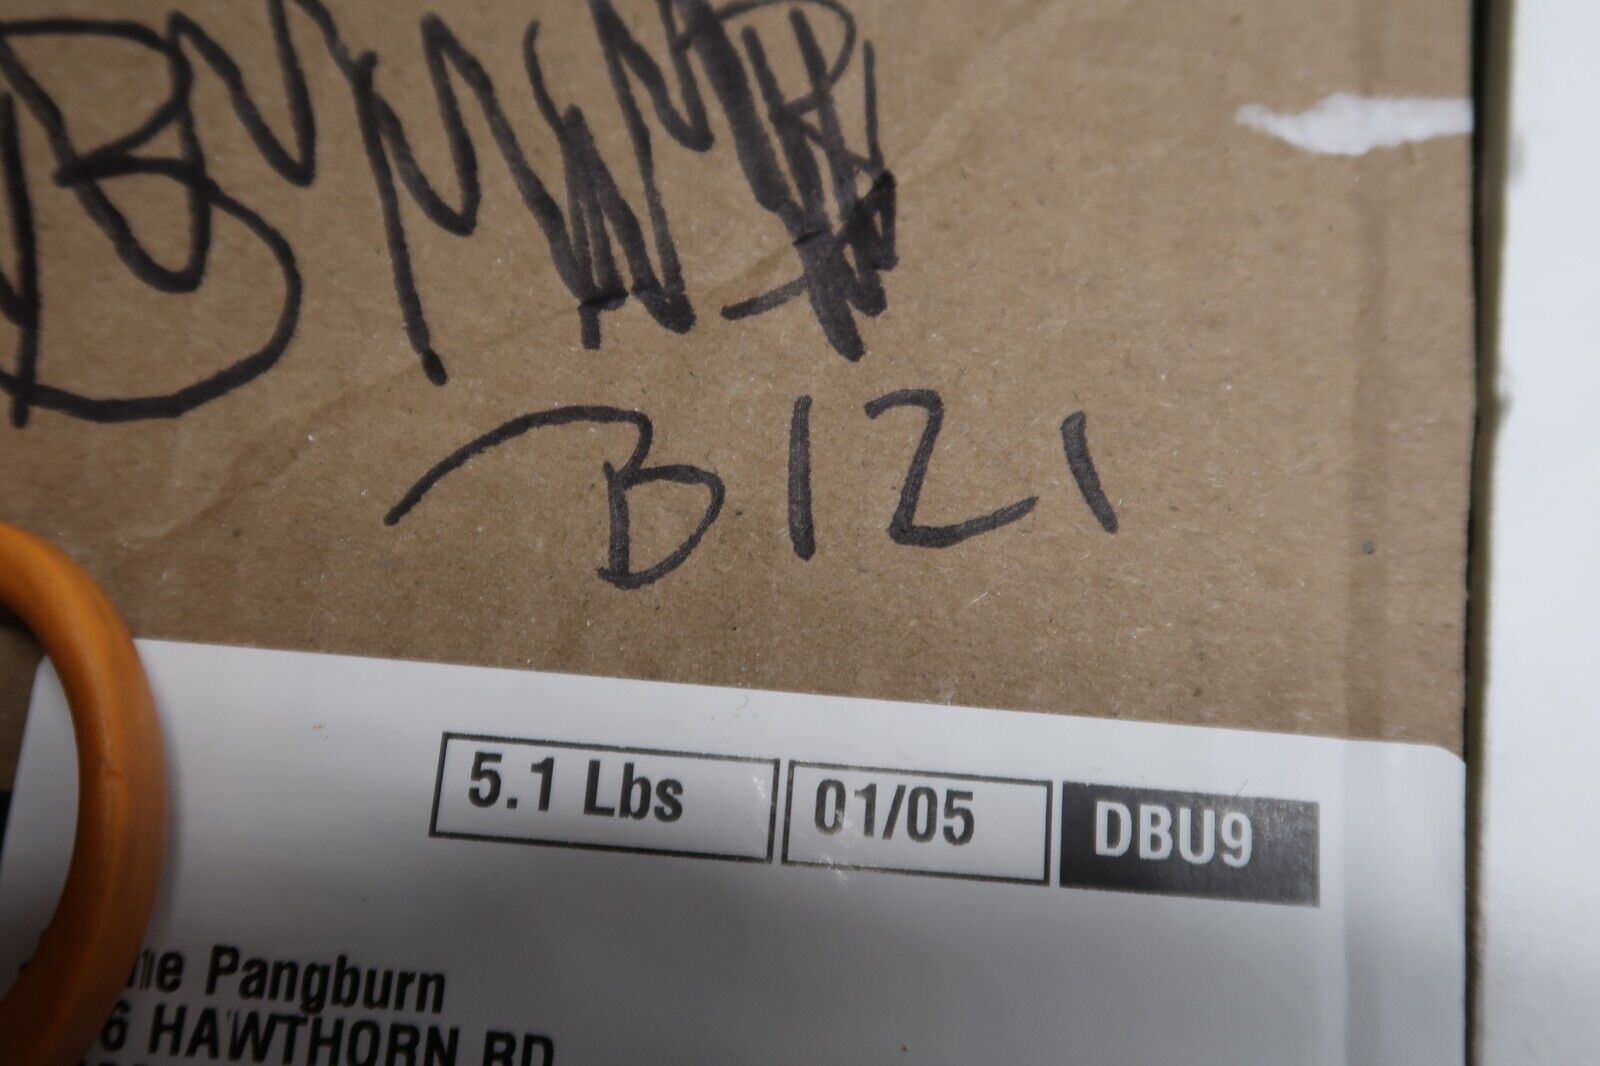 B121
5.1 Lbs
01/05
DBU9
Pangburn
HAWTHORN RD